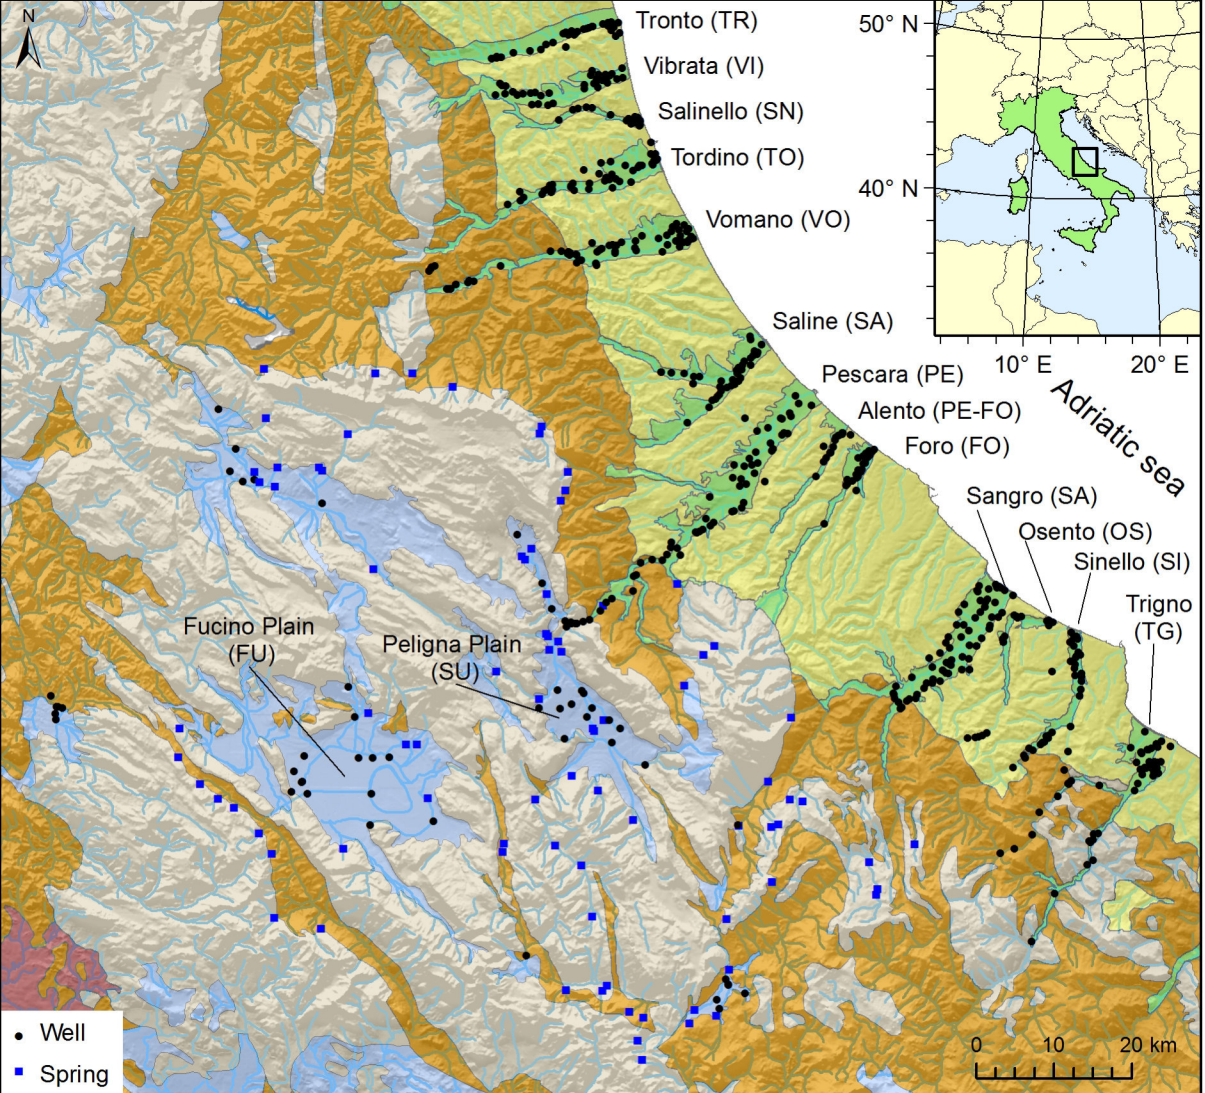 N
Tronto (TR)
Vibrata (VI)
Salinello (SN)
Tordino (TO)
Vomano (VO)
Saline (SA)
Pescara (PE)
Alento (PE-FO)
Foro (FO)
Adriatic sea
Sangro (SA)
Osento (OS)
Sinello (SI)
Trigno
(TG)
50° N
40° N
10° E
20° E
Fucino Plain
(FU)
Peligna Plain
(SU)
Well
Spring
0 10 20 km